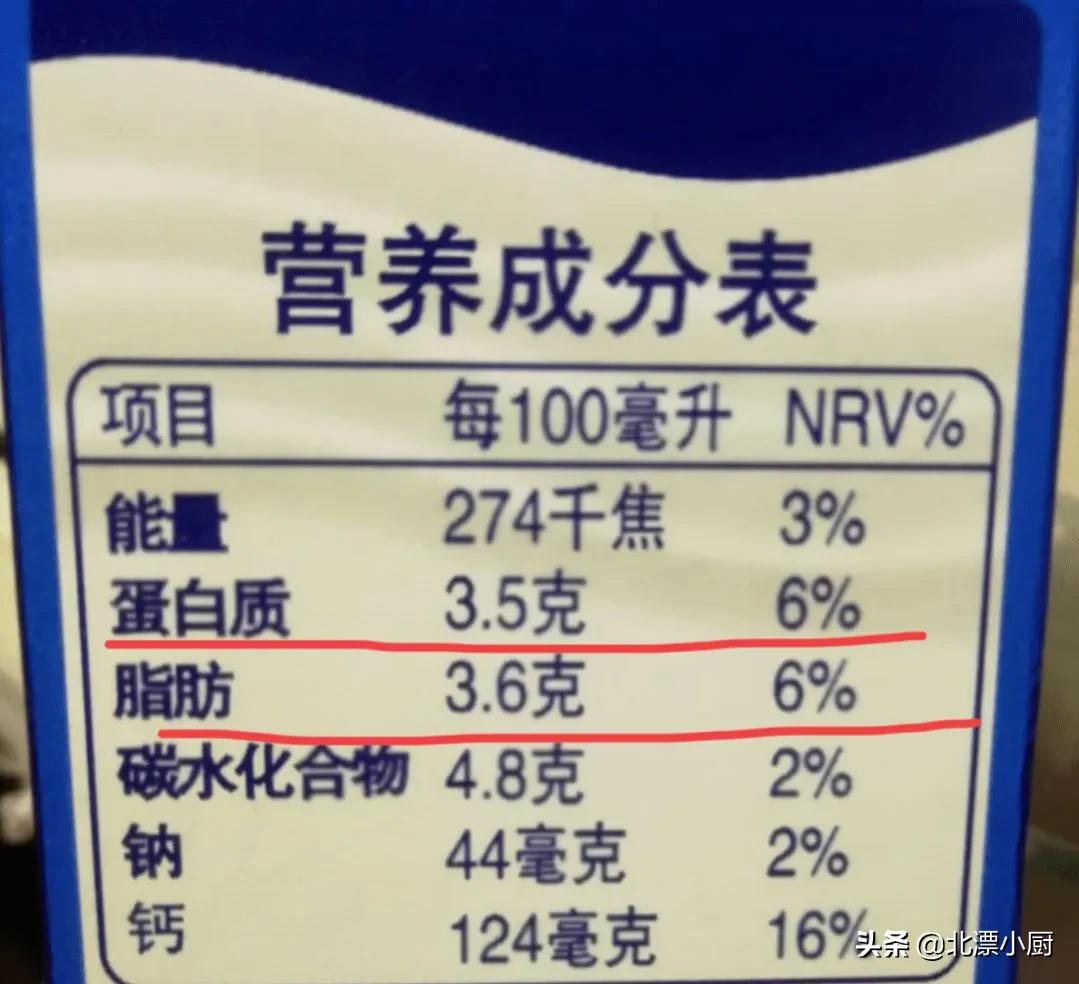 营养成分表
项目 每100毫升 NRV%
能量 274千焦 3%
蛋白质 3.5克 6%
脂肪 3.6克 6%
碳水化合物 4.8克 2%
钠 44毫克 2%
钙 124毫克 16%
头条 @北漂小厨